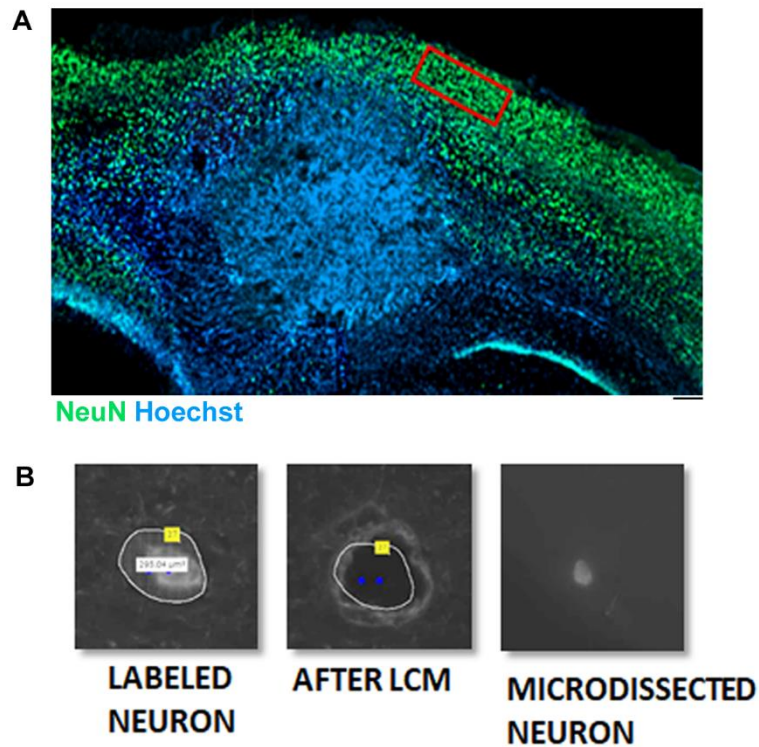 A
NeuN Hoechst
B
295.04 µm²
LABELED
NEURON
AFTER LCM
MICRODISSECTED
NEURON